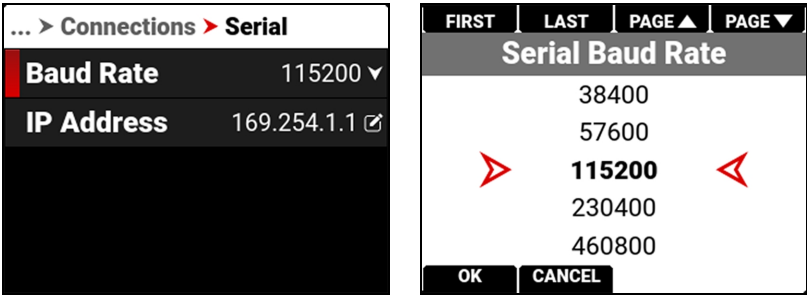 ... > Connections > Serial
Baud Rate 115200
IP Address 169.254.1.1
FIRST LAST PAGE▲ PAGE▼
Serial Baud Rate
38400
57600
115200
230400
460800
OK CANCEL